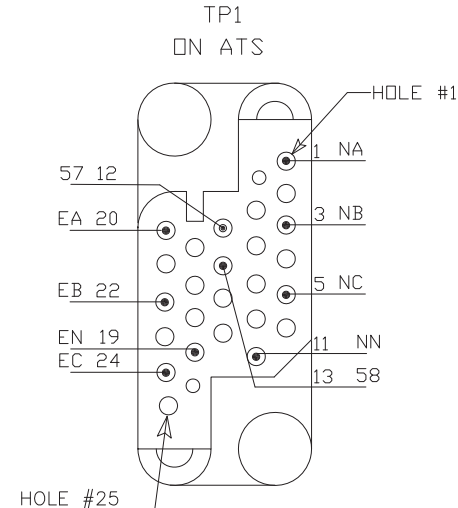 TP1
ON ATS
HOLE #1
1 NA
57 12
3 NB
EA 20
5 NC
EB 22
EN 19
11 NN
EC 24
13 58
HOLE #25